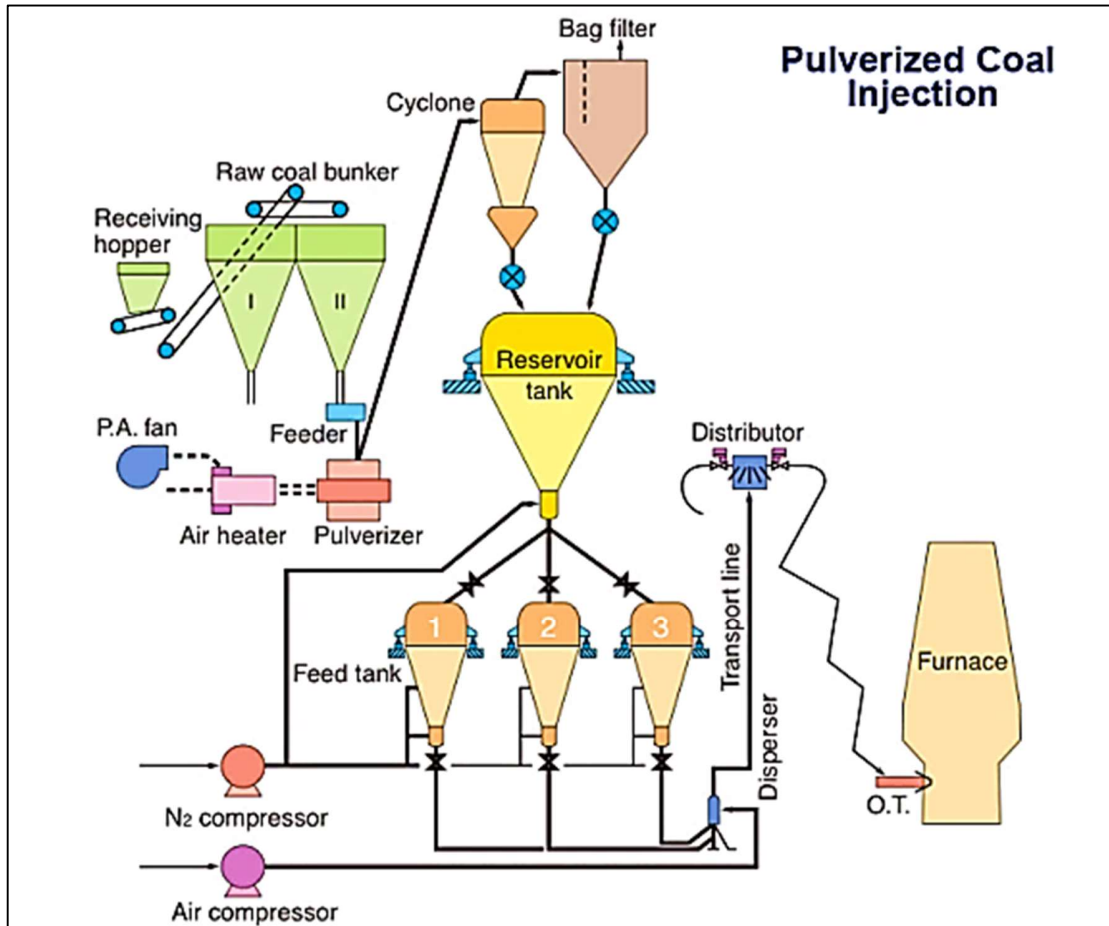 Bag filter
Pulverized Coal
Injection
Cyclone
Raw coal bunker
Receiving
hopper
I
II
Reservoir
tank
P.A. fan
Feeder
Distributor
Air heater
Pulverizer
1
2
3
Transport line
Furnace
Feed tank
Disperser
O.T.
N2 compressor
Air compressor